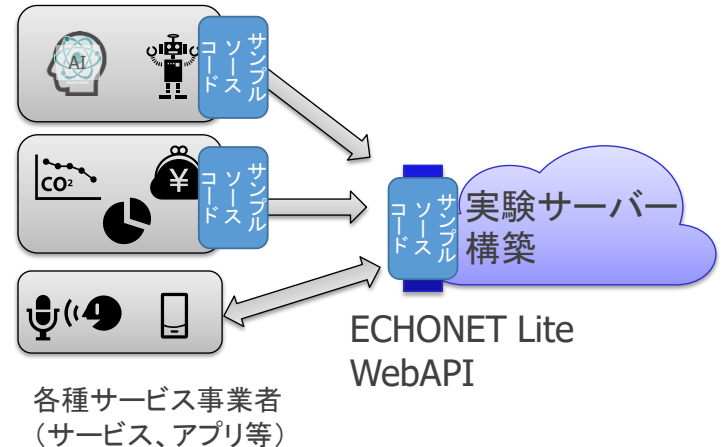 AI
サンプル
ソース
コード
CO²
¥
サンプル
ソース
コード
サンプル
ソース
コード
実験サーバー
構築
ECHONET Lite
WebAPI
各種サービス事業者
（サービス、アプリ等）